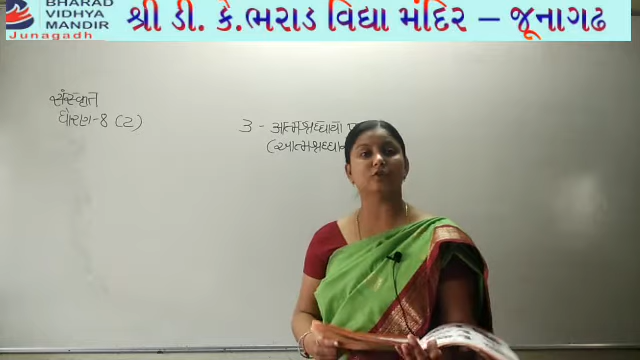 BHARAD
VIDHYA
MANDIR
Junagadh
શ્રી ડી. કે.ભરાડ વિદ્યા મંદિર – જૂનાગઢ
સંસ્કૃત
ધોરણ-8 (2)
3 - आत्मश्रद्धायाः
(આત્મશ્રદ્ધા